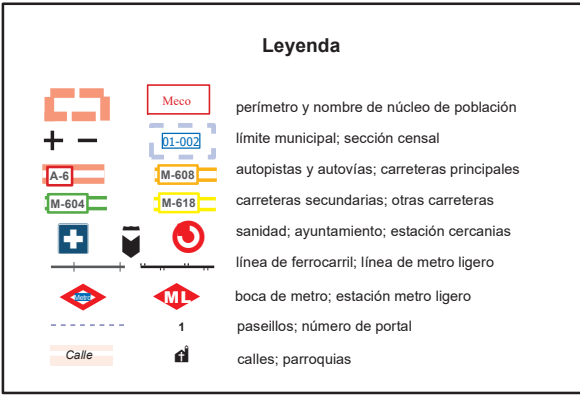 Leyenda
Meco perímetro y nombre de núcleo de población
01-002 límite municipal; sección censal
A-6 M-608 autopistas y autovías; carreteras principales
M-604 M-618 carreteras secundarias; otras carreteras
sanidad; ayuntamiento; estación cercanias
línea de ferrocarril; línea de metro ligero
Metro ML boca de metro; estación metro ligero
1 paseillos; número de portal
Calle calles; parroquias